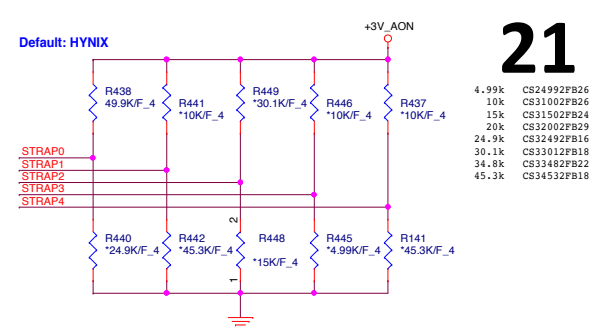 +3V_AON
Default: HYNIX
21
R438
49.9K/F_4
R441
*10K/F_4
R449
*30.1K/F_4
R446
*10K/F_4
R437
*10K/F_4
4.99k CS24992FB26
10k CS31002FB26
15k CS31502FB24
20k CS32002FB29
24.9k CS32492FB16
30.1k CS33012FB18
34.8k CS33482FB22
45.3k CS34532FB18
STRAP0
STRAP1
STRAP2
STRAP3
STRAP4
R440
*24.9K/F_4
R442
*45.3K/F_4
2
R448
*15K/F_4
1
R445
*4.99K/F_4
R141
*45.3K/F_4